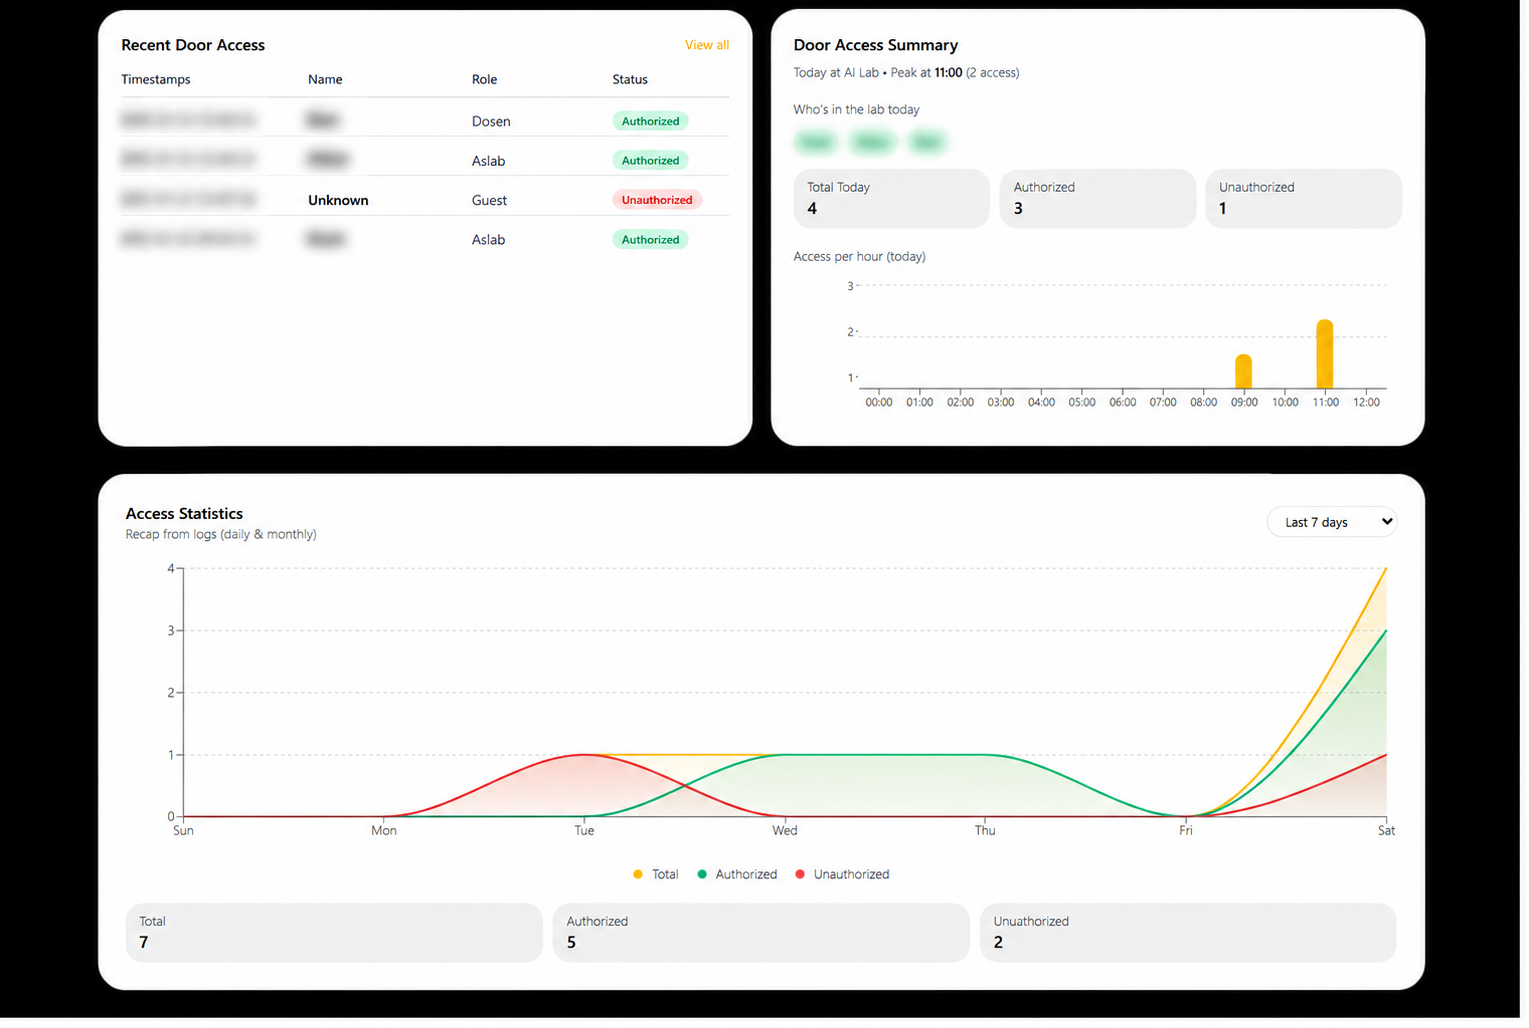 Recent Door Access
View all
Timestamps Name Role Status
Dosen Authorized
Aslab Authorized
Unknown Guest Unauthorized
Aslab Authorized
Door Access Summary
Today at AI Lab • Peak at 11:00 (2 access)
Who's in the lab today
Total Today
4
Authorized
3
Unauthorized
1
Access per hour (today)
3
2
1
00:00 01:00 02:00 03:00 04:00 05:00 06:00 07:00 08:00 09:00 10:00 11:00 12:00
Access Statistics
Recap from logs (daily & monthly)
Last 7 days
4
3
2
1
0
Sun Mon Tue Wed Thu Fri Sat
Total Authorized Unauthorized
Total
7
Authorized
5
Unuathorized
2